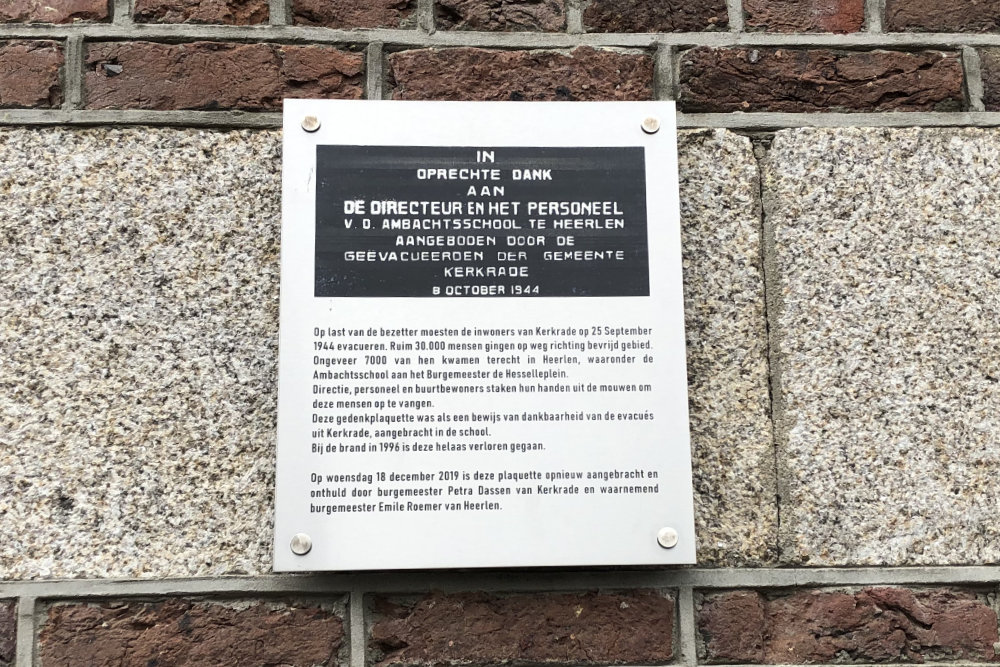 IN
OPRECHTE DANK
AAN
DE DIRECTEUR EN HET PERSONEEL
V. D. AMBACHTSSCHOOL TE HEERLEN
AANGEBODEN DOOR DE
GEËVACUEERDEN DER GEMEENTE
KERKRADE
8 OCTOBER 1944
Op last van de bezetter moesten de inwoners van Kerkrade op 25 September
1944 evacueren. Ruim 30.000 mensen gingen op weg richting bevrijd gebied.
Ongeveer 7000 van hen kwamen terecht in Heerlen, waaronder de
Ambachtsschool aan het Burgemeester de Hesselleplein.
Directie, personeel en buurtbewoners staken hun handen uit de mouwen om
deze mensen op te vangen.
Deze gedenkplaquette was als een bewijs van dankbaarheid van de evacués
uit Kerkrade, aangebracht in de school.
Bij de brand in 1996 is deze helaas verloren gegaan.
Op woensdag 18 december 2019 is deze plaquette opnieuw aangebracht en
onthuld door burgemeester Petra Dassen van Kerkrade en waarnemend
burgemeester Emile Roemer van Heerlen.